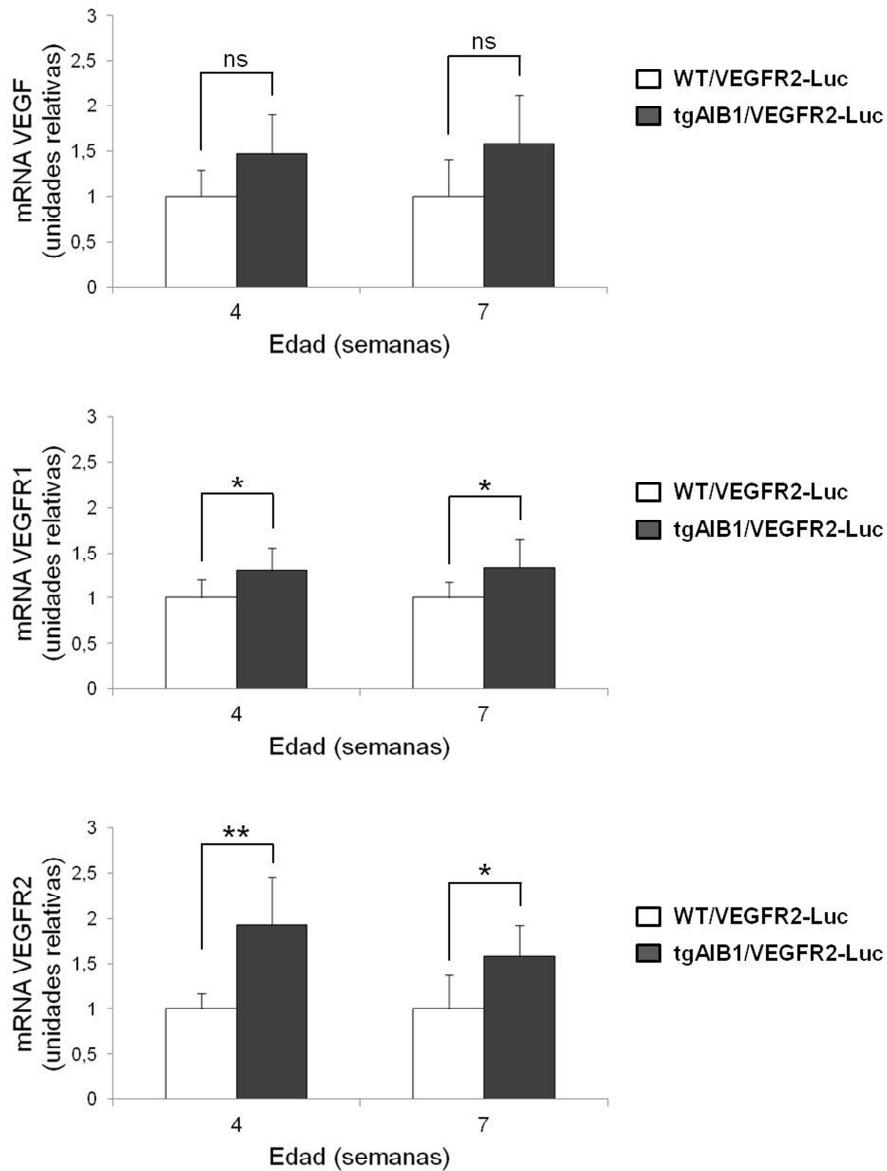 mRNA VEGF
(unidades relativas)
3
2,5
2
1,5
1
0,5
0
ns
ns
4
7
Edad (semanas)
WT/VEGFR2-Luc
tgAIB1/VEGFR2-Luc
mRNA VEGFR1
(unidades relativas)
3
2,5
2
1,5
1
0,5
0
*
*
4
7
Edad (semanas)
WT/VEGFR2-Luc
tgAIB1/VEGFR2-Luc
mRNA VEGFR2
(unidades relativas)
3
2,5
2
1,5
1
0,5
0
**
*
4
7
Edad (semanas)
WT/VEGFR2-Luc
tgAIB1/VEGFR2-Luc